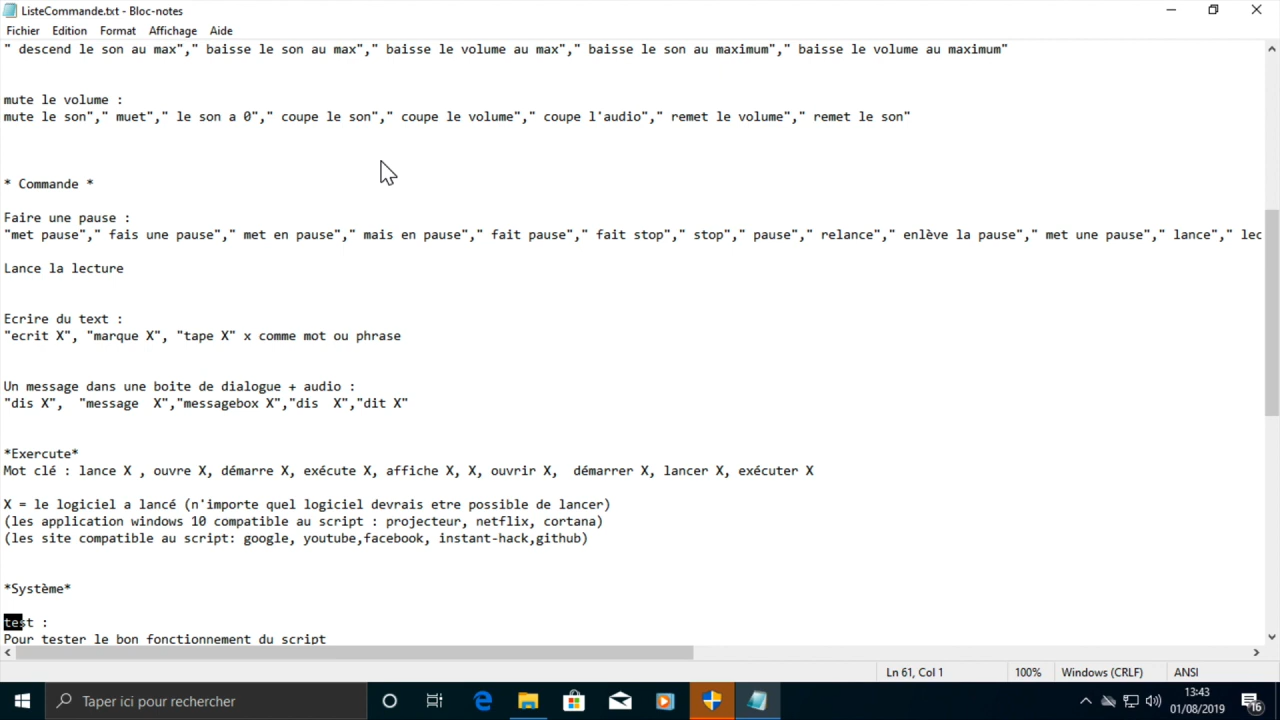 ListeCommande.txt - Bloc-notes
Fichier Edition Format Affichage Aide
" descend le son au max"," baisse le son au max"," baisse le volume au max"," baisse le son au maximum"," baisse le volume au maximum"
mute le volume :
mute le son"," muet"," le son a 0"," coupe le son"," coupe le volume"," coupe l'audio"," remet le volume"," remet le son"
* Commande *
Faire une pause :
"met pause"," fais une pause"," met en pause"," mais en pause"," fait pause"," fait stop"," stop"," pause"," relance"," enlève la pause"," met une pause"," lance"," lec
Lance la lecture
Ecrire du text :
"ecrit X", "marque X", "tape X" x comme mot ou phrase
Un message dans une boite de dialogue + audio :
"dis X",  "message  X","messagebox X","dis  X","dit X"
*Exercute*
Mot clé : lance X , ouvre X, démarre X, exécute X, affiche X, X, ouvrir X,  démarrer X, lancer X, exécuter X
X = le logiciel a lancé (n'importe quel logiciel devrais etre possible de lancer)
(les application windows 10 compatible au script : projecteur, netflix, cortana)
(les site compatible au script: google, youtube,facebook, instant-hack,github)
*Système*
test :
Pour tester le bon fonctionnement du script
Ln 61, Col 1 100% Windows (CRLF) ANSI
Taper ici pour rechercher
13:43
01/08/2019
16